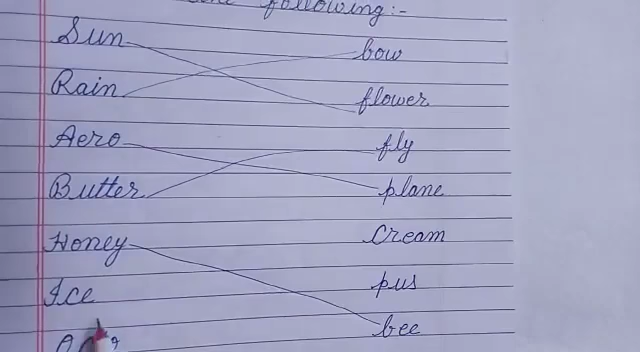 following:-
Sun bow
Rain flower
Aero fly
Butter plane
Honey Cream
Ice pus
bee